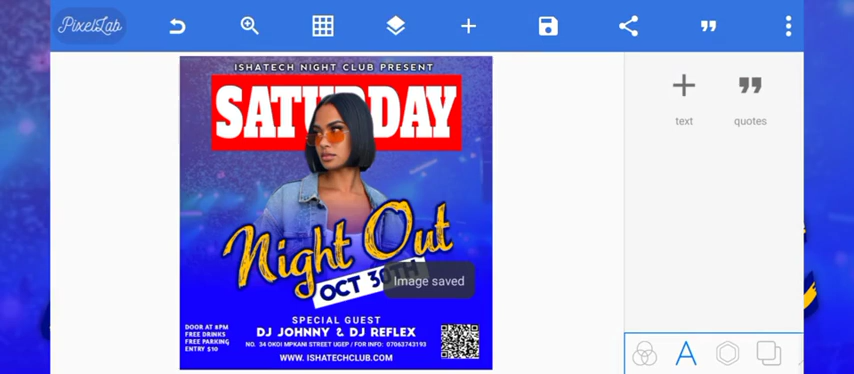 PixelLab
ISHATECH NIGHT CLUB PRESENT
SATURDAY
Night Out
OCT 30TH
Image saved
SPECIAL GUEST
DJ JOHNNY & DJ REFLEX
DOOR AT 8PM
FREE DRINKS
FREE PARKING
ENTRY $10
NO. 34 OKOI MPKANI STREET UGEP / FOR INFO: 07063743193
WWW. ISHATECHCLUB.COM
text
quotes